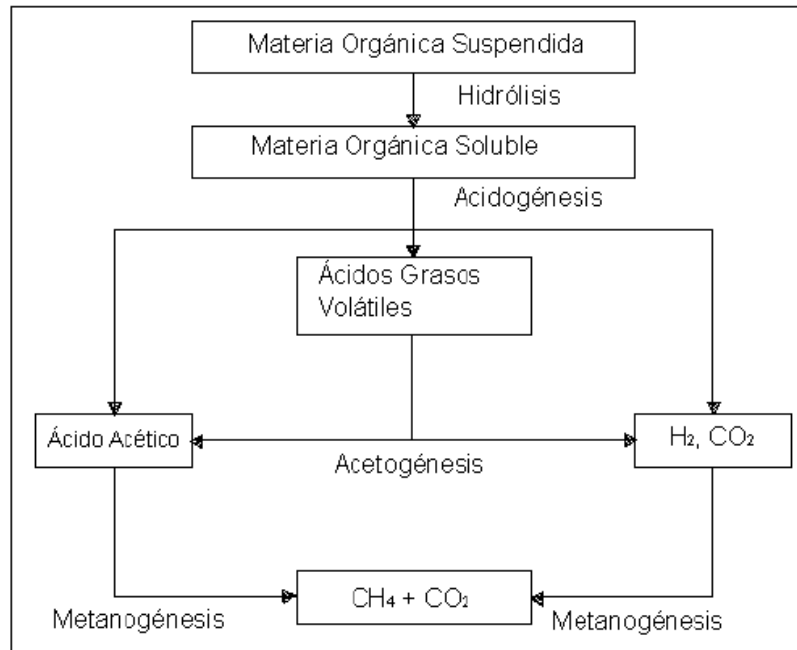 Materia Orgánica Suspendida
Hidrólisis
Materia Orgánica Soluble
Acidogénesis
Ácidos Grasos
Volátiles
Ácido Acético
H₂, CO₂
Acetogénesis
CH₄ + CO₂
Metanogénesis
Metanogénesis